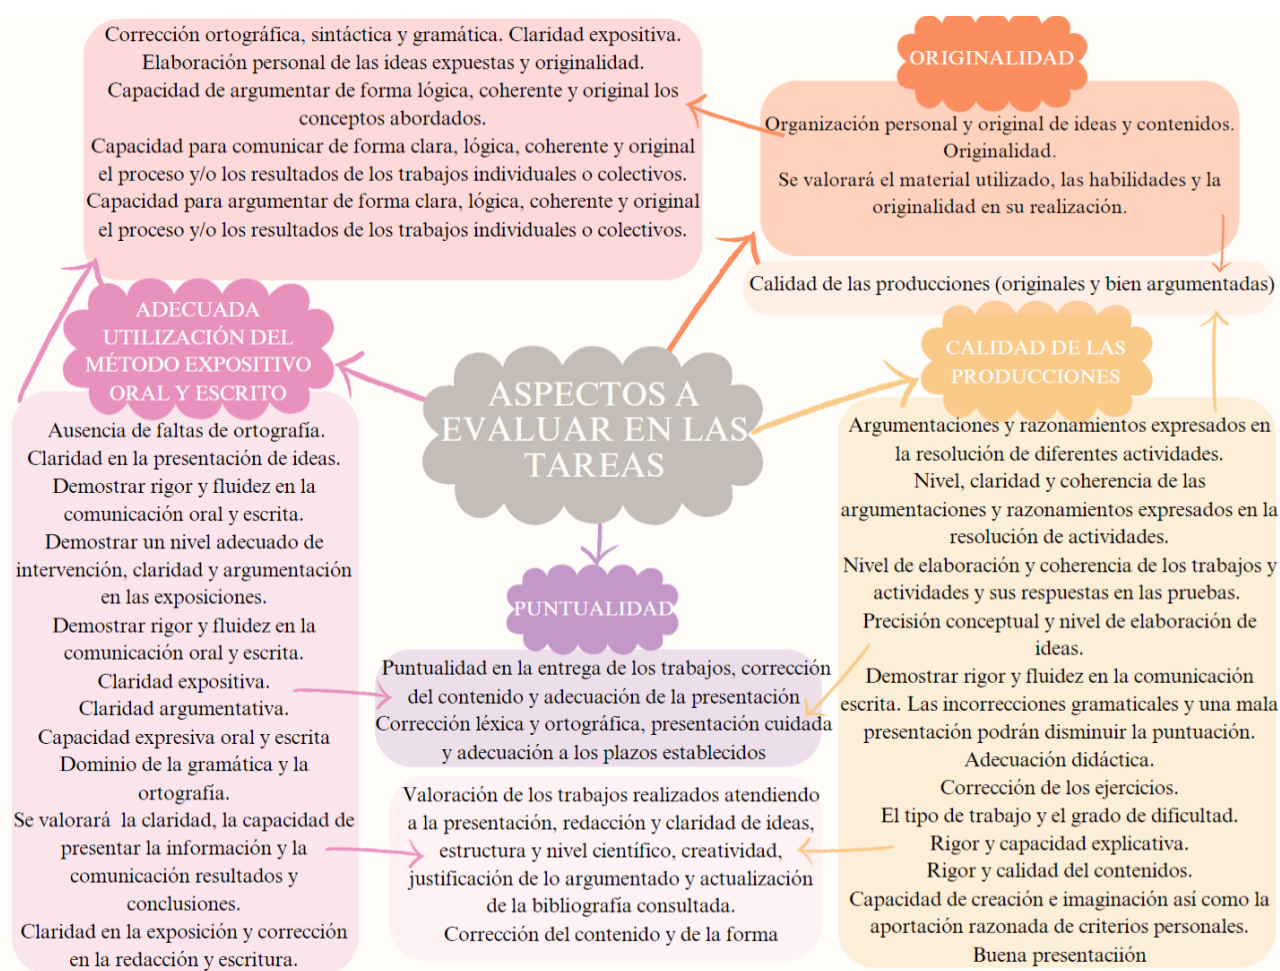 Corrección ortográfica, sintáctica y gramática. Claridad expositiva.
Elaboración personal de las ideas expuestas y originalidad.
Capacidad de argumentar de forma lógica, coherente y original los
conceptos abordados.
Capacidad para comunicar de forma clara, lógica, coherente y original
el proceso y/o los resultados de los trabajos individuales o colectivos.
Capacidad para argumentar de forma clara, lógica, coherente y original
el proceso y/o los resultados de los trabajos individuales o colectivos.
ORIGINALIDAD
Organización personal y original de ideas y contenidos.
Originalidad.
Se valorará el material utilizado, las habilidades y la
originalidad en su realización.
Calidad de las producciones (originales y bien argumentadas)
ADECUADA
UTILIZACIÓN DEL
MÉTODO EXPOSITIVO
ORAL Y ESCRITO
ASPECTOS A
EVALUAR EN LAS
TAREAS
CALIDAD DE LAS
PRODUCCIONES
Ausencia de faltas de ortografía.
Claridad en la presentación de ideas.
Demostrar rigor y fluidez en la
comunicación oral y escrita.
Demostrar un nivel adecuado de
intervención, claridad y argumentación
en las exposiciones.
Demostrar rigor y fluidez en la
comunicación oral y escrita.
Claridad expositiva.
Claridad argumentativa.
Capacidad expresiva oral y escrita
Dominio de la gramática y la
ortografía.
Se valorará la claridad, la capacidad de
presentar la información y la
comunicación resultados y
conclusiones.
Claridad en la exposición y corrección
en la redacción y escritura.
PUNTUALIDAD
Puntualidad en la entrega de los trabajos, corrección
del contenido y adecuación de la presentación
Corrección léxica y ortográfica, presentación cuidada
y adecuación a los plazos establecidos
Valoración de los trabajos realizados atendiendo
a la presentación, redacción y claridad de ideas,
estructura y nivel científico, creatividad,
justificación de lo argumentado y actualización
de la bibliografía consultada.
Corrección del contenido y de la forma
Argumentaciones y razonamientos expresados en
la resolución de diferentes actividades.
Nivel, claridad y coherencia de las
argumentaciones y razonamientos expresados en la
resolución de actividades.
Nivel de elaboración y coherencia de los trabajos y
actividades y sus respuestas en las pruebas.
Precisión conceptual y nivel de elaboración de
ideas.
Demostrar rigor y fluidez en la comunicación
escrita. Las incorrecciones gramaticales y una mala
presentación podrán disminuir la puntuación.
Adecuación didáctica.
Corrección de los ejercicios.
El tipo de trabajo y el grado de dificultad.
Rigor y capacidad explicativa.
Rigor y calidad del contenidos.
Capacidad de creación e imaginación así como la
aportación razonada de criterios personales.
Buena presentaciión